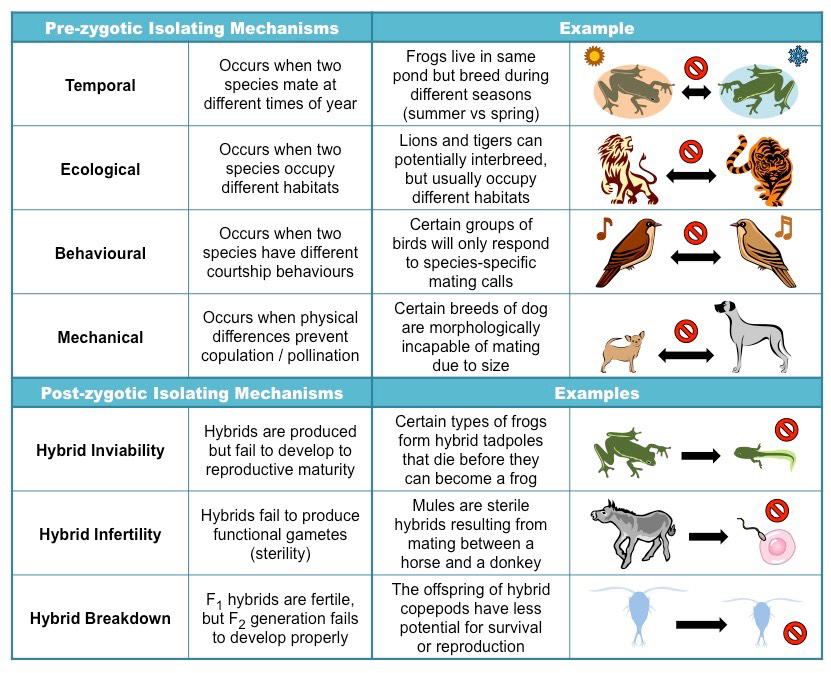 Pre-zygotic Isolating Mechanisms
Example
Temporal
Occurs when two
species mate at
different times of year
Frogs live in same
pond but breed during
different seasons
(summer vs spring)
Ecological
Occurs when two
species occupy
different habitats
Lions and tigers can
potentially interbreed,
but usually occupy
different habitats
Behavioural
Occurs when two
species have different
courtship behaviours
Certain groups of
birds will only respond
to species-specific
mating calls
Mechanical
Occurs when physical
differences prevent
copulation / pollination
Certain breeds of dog
are morphologically
incapable of mating
due to size
Post-zygotic Isolating Mechanisms
Examples
Hybrid Inviability
Hybrids are produced
but fail to develop to
reproductive maturity
Certain types of frogs
form hybrid tadpoles
that die before they
can become a frog
Hybrid Infertility
Hybrids fail to produce
functional gametes
(sterility)
Mules are sterile
hybrids resulting from
mating between a
horse and a donkey
Hybrid Breakdown
F1 hybrids are fertile,
but F2 generation fails
to develop properly
The offspring of hybrid
copepods have less
potential for survival
or reproduction